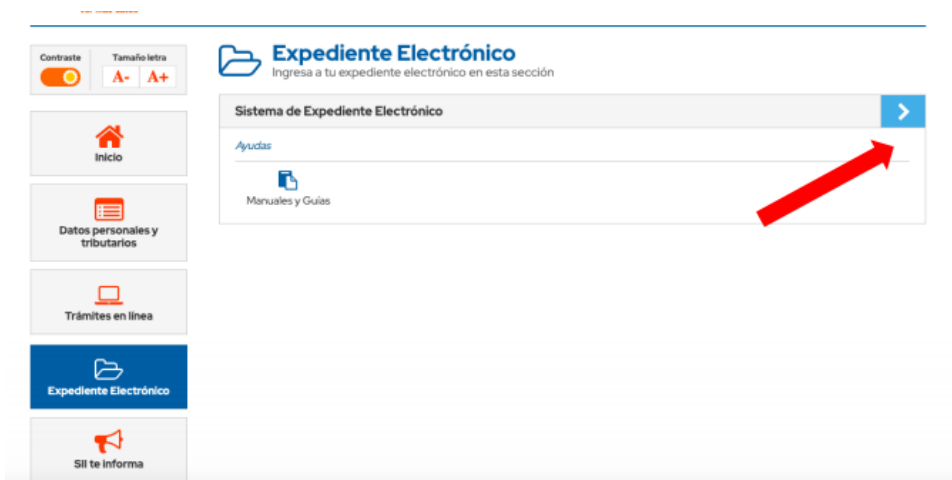 Contraste
Tamaño letra
A- A+
Inicio
Datos personales y
tributarios
Trámites en línea
Expediente Electrónico
SII te informa
Expediente Electrónico
Ingresa a tu expediente electrónico en esta sección
Sistema de Expediente Electrónico
Ayudas
Manuales y Guías